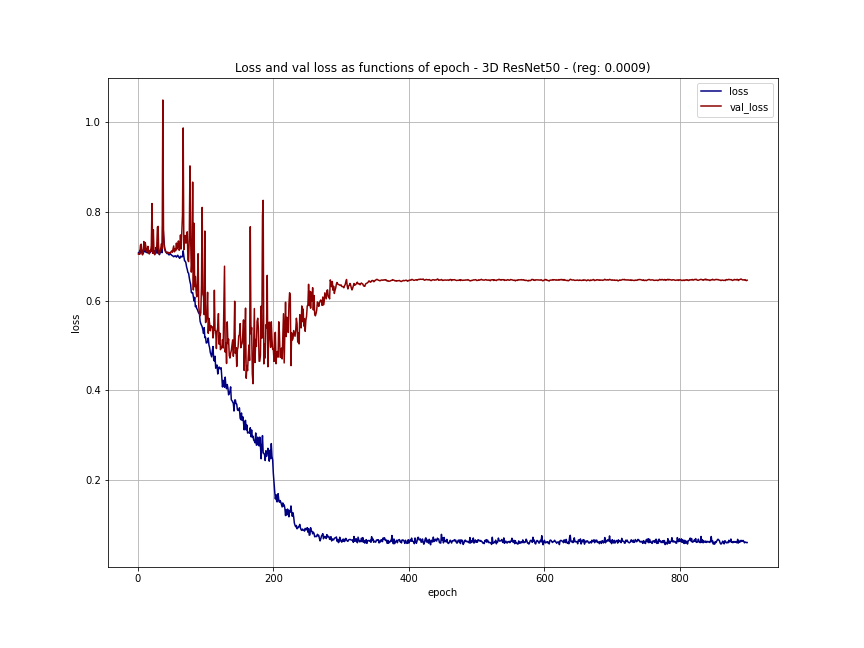 Loss and val loss as functions of epoch - 3D ResNet50 - (reg: 0.0009)
loss
val_loss
1.0
0.8
0.6
0.4
0.2
loss
0
200
400
600
800
epoch